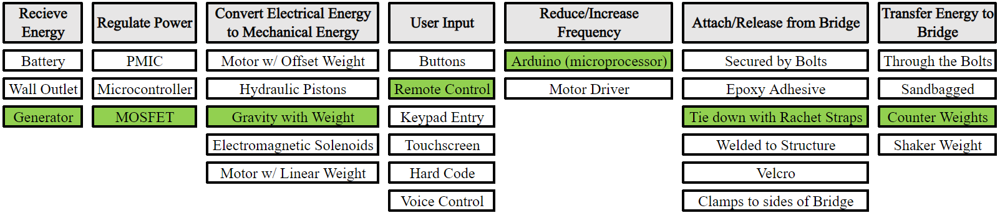 Recieve
Energy
Regulate Power
Convert Electrical Energy
to Mechanical Energy
User Input
Reduce/Increase
Frequency
Attach/Release from Bridge
Transfer Energy to
Bridge
Battery
PMIC
Motor w/ Offset Weight
Buttons
Arduino (microprocessor)
Secured by Bolts
Through the Bolts
Wall Outlet
Microcontroller
Hydraulic Pistons
Remote Control
Motor Driver
Epoxy Adhesive
Sandbagged
Generator
MOSFET
Gravity with Weight
Keypad Entry
Tie down with Rachet Straps
Counter Weights
Electromagnetic Solenoids
Touchscreen
Welded to Structure
Shaker Weight
Motor w/ Linear Weight
Hard Code
Velcro
Voice Control
Clamps to sides of Bridge